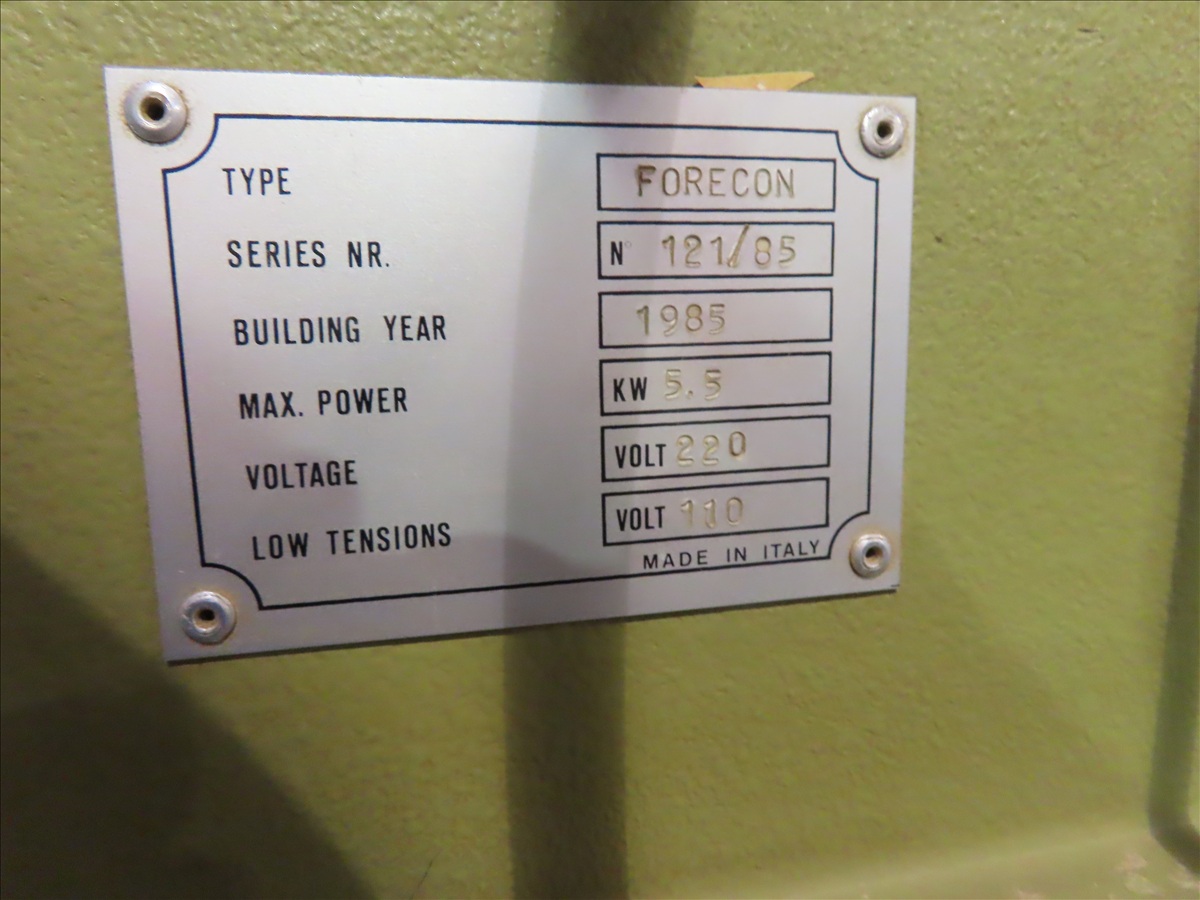 TYPE FORECON
SERIES NR. N° 121/85
BUILDING YEAR 1985
MAX. POWER KW 5.5
VOLTAGE VOLT 220
LOW TENSIONS VOLT 110
MADE IN ITALY